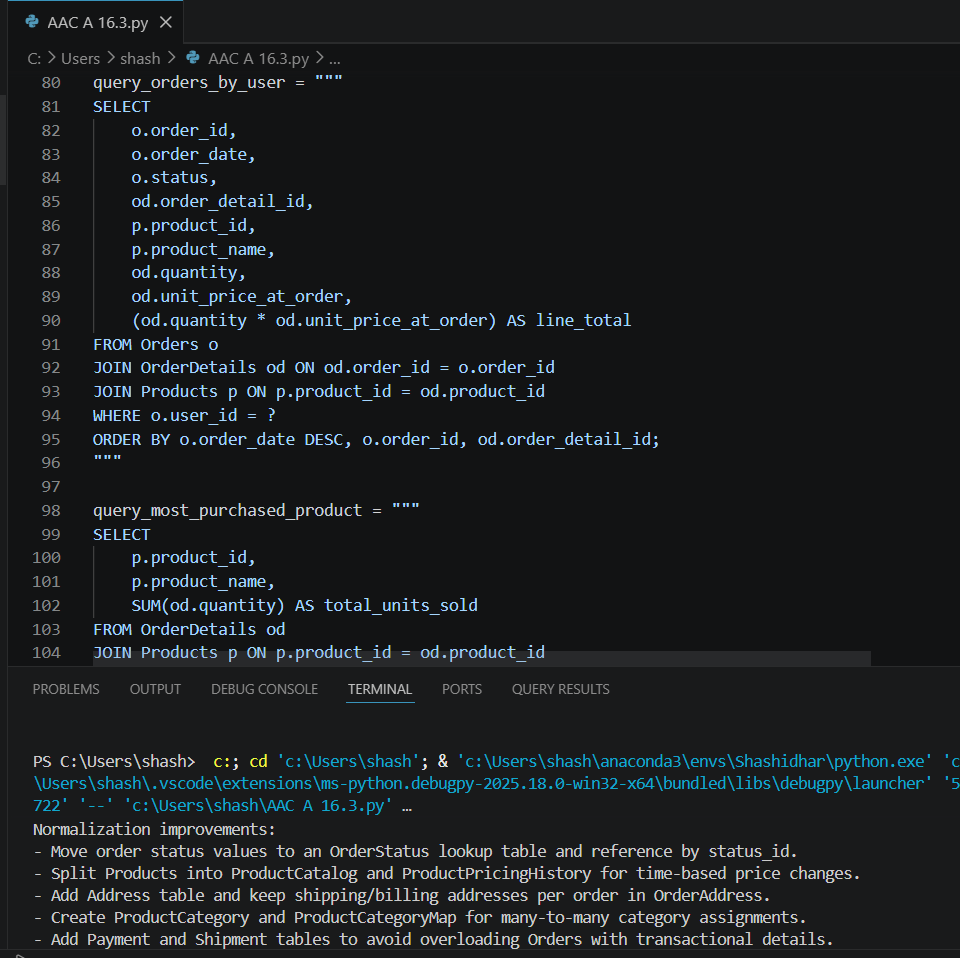 AAC A 16.3.py
C: > Users > shash > AAC A 16.3.py > ...
80 query_orders_by_user = """
81 SELECT
82 o.order_id,
83 o.order_date,
84 o.status,
85 od.order_detail_id,
86 p.product_id,
87 p.product_name,
88 od.quantity,
89 od.unit_price_at_order,
90 (od.quantity * od.unit_price_at_order) AS line_total
91 FROM Orders o
92 JOIN OrderDetails od ON od.order_id = o.order_id
93 JOIN Products p ON p.product_id = od.product_id
94 WHERE o.user_id = ?
95 ORDER BY o.order_date DESC, o.order_id, od.order_detail_id;
96 """
97
98 query_most_purchased_product = """
99 SELECT
100 p.product_id,
101 p.product_name,
102 SUM(od.quantity) AS total_units_sold
103 FROM OrderDetails od
104 JOIN Products p ON p.product_id = od.product_id
PROBLEMS OUTPUT DEBUG CONSOLE TERMINAL PORTS QUERY RESULTS
PS C:\Users\shash> c:; cd 'c:\Users\shash'; & 'c:\Users\shash\anaconda3\envs\Shashidhar\python.exe' 'c
\Users\shash\.vscode\extensions\ms-python.debugpy-2025.18.0-win32-x64\bundled\libs\debugpy\launcher' '5
722' '--' 'c:\Users\shash\AAC A 16.3.py' …
Normalization improvements:
- Move order status values to an OrderStatus lookup table and reference by status_id.
- Split Products into ProductCatalog and ProductPricingHistory for time-based price changes.
- Add Address table and keep shipping/billing addresses per order in OrderAddress.
- Create ProductCategory and ProductCategoryMap for many-to-many category assignments.
- Add Payment and Shipment tables to avoid overloading Orders with transactional details.